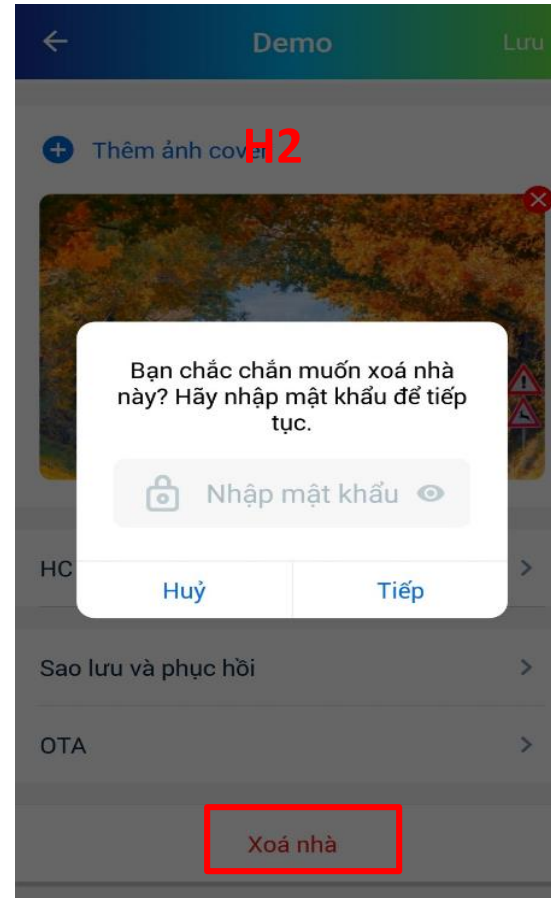 Demo
Lưu
Thêm ảnh cover
H2
Bạn chắc chắn muốn xoá nhà
này? Hãy nhập mật khẩu để tiếp
tục.
Nhập mật khẩu
HC
Huỷ
Tiếp
Sao lưu và phục hồi
OTA
Xoá nhà